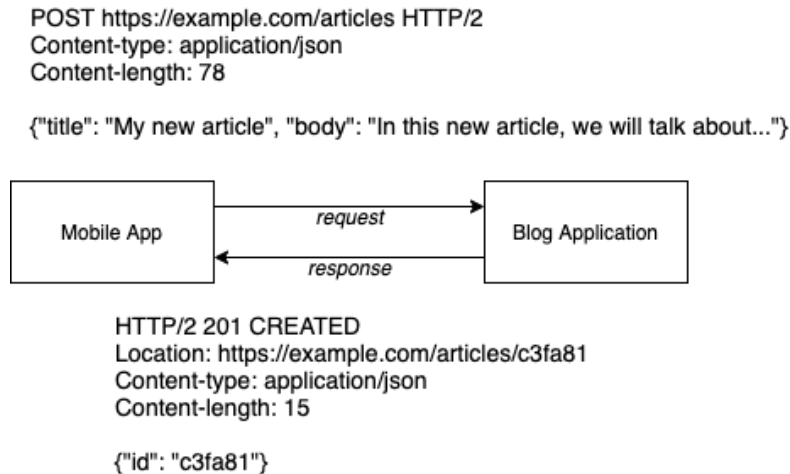 POST https://example.com/articles HTTP/2
Content-type: application/json
Content-length: 78
{"title": "My new article", "body": "In this new article, we will talk about..."}
Mobile App
request
response
Blog Application
HTTP/2 201 CREATED
Location: https://example.com/articles/c3fa81
Content-type: application/json
Content-length: 15
{"id": "c3fa81"}